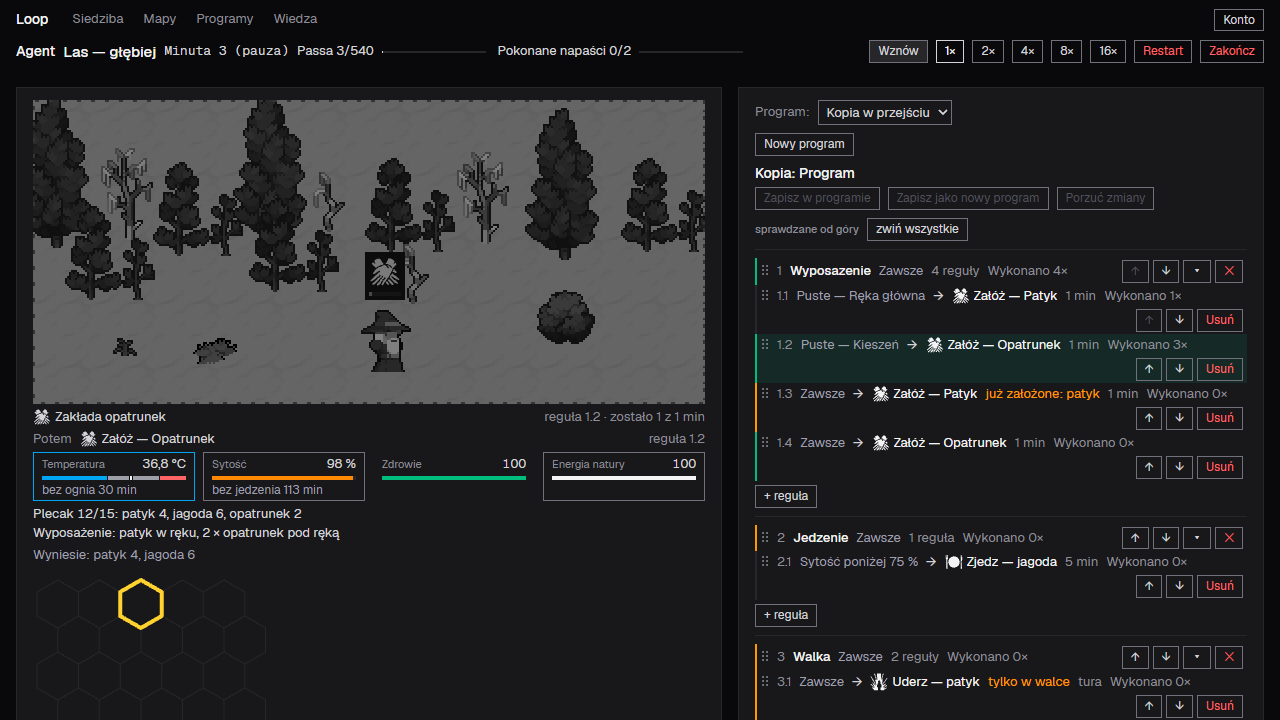 Loop Siedziba Mapy Programy Wiedza Konto
Agent Las — głębiej Minuta 3 (pauza) Passa 3/540 Pokonane napaści 0/2 Wznów 1× 2× 4× 8× 16× Restart Zakończ
Program: Kopia w przejściu
Nowy program
Kopia: Program
Zapisz w programie Zapisz jako nowy program Porzuć zmiany
sprawdzane od góry zwiń wszystkie
1 Wyposazenie Zawsze 4 reguły Wykonano 4×
1.1 Puste — Ręka główna → Załóż — Patyk 1 min Wykonano 1×
↑ ↓ Usuń
1.2 Puste — Kieszeń → Załóż — Opatrunek 1 min Wykonano 3×
↑ ↓ Usuń
1.3 Zawsze → Załóż — Patyk już założone: patyk 1 min Wykonano 0×
↑ ↓ Usuń
1.4 Zawsze → Załóż — Opatrunek 1 min Wykonano 0×
↑ ↓ Usuń
+ reguła
2 Jedzenie Zawsze 1 reguła Wykonano 0×
2.1 Sytość poniżej 75 % → Zjedz — jagoda 5 min Wykonano 0×
↑ ↓ Usuń
+ reguła
3 Walka Zawsze 2 reguły Wykonano 0×
3.1 Zawsze → Uderz — patyk tylko w walce tura Wykonano 0×
↑ ↓ Usuń
Zakłada opatrunek reguła 1.2 · zostało 1 z 1 min
Potem Załóż — Opatrunek reguła 1.2
Temperatura 36,8 °C Sytość 98 % Zdrowie 100 Energia natury 100
bez ognia 30 min bez jedzenia 113 min
Plecak 12/15: patyk 4, jagoda 6, opatrunek 2
Wyposażenie: patyk w ręku, 2 × opatrunek pod ręką
Wyniesie: patyk 4, jagoda 6